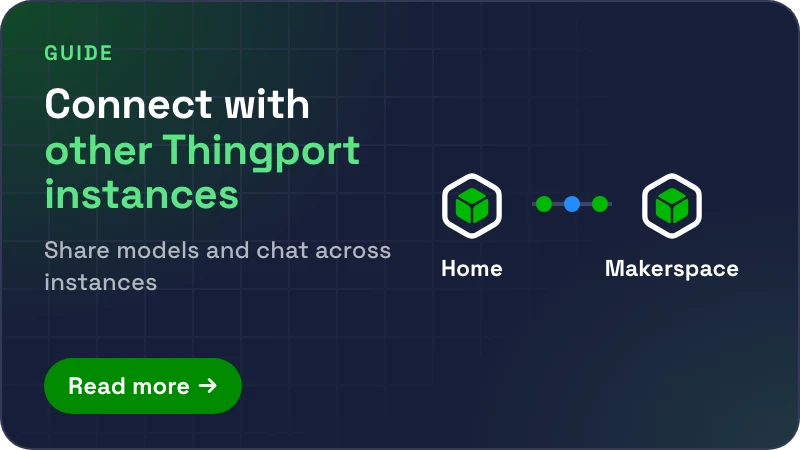 GUIDE
Connect with
other Thingport
instances
Share models and chat across
instances
Home
Makerspace
Read more →